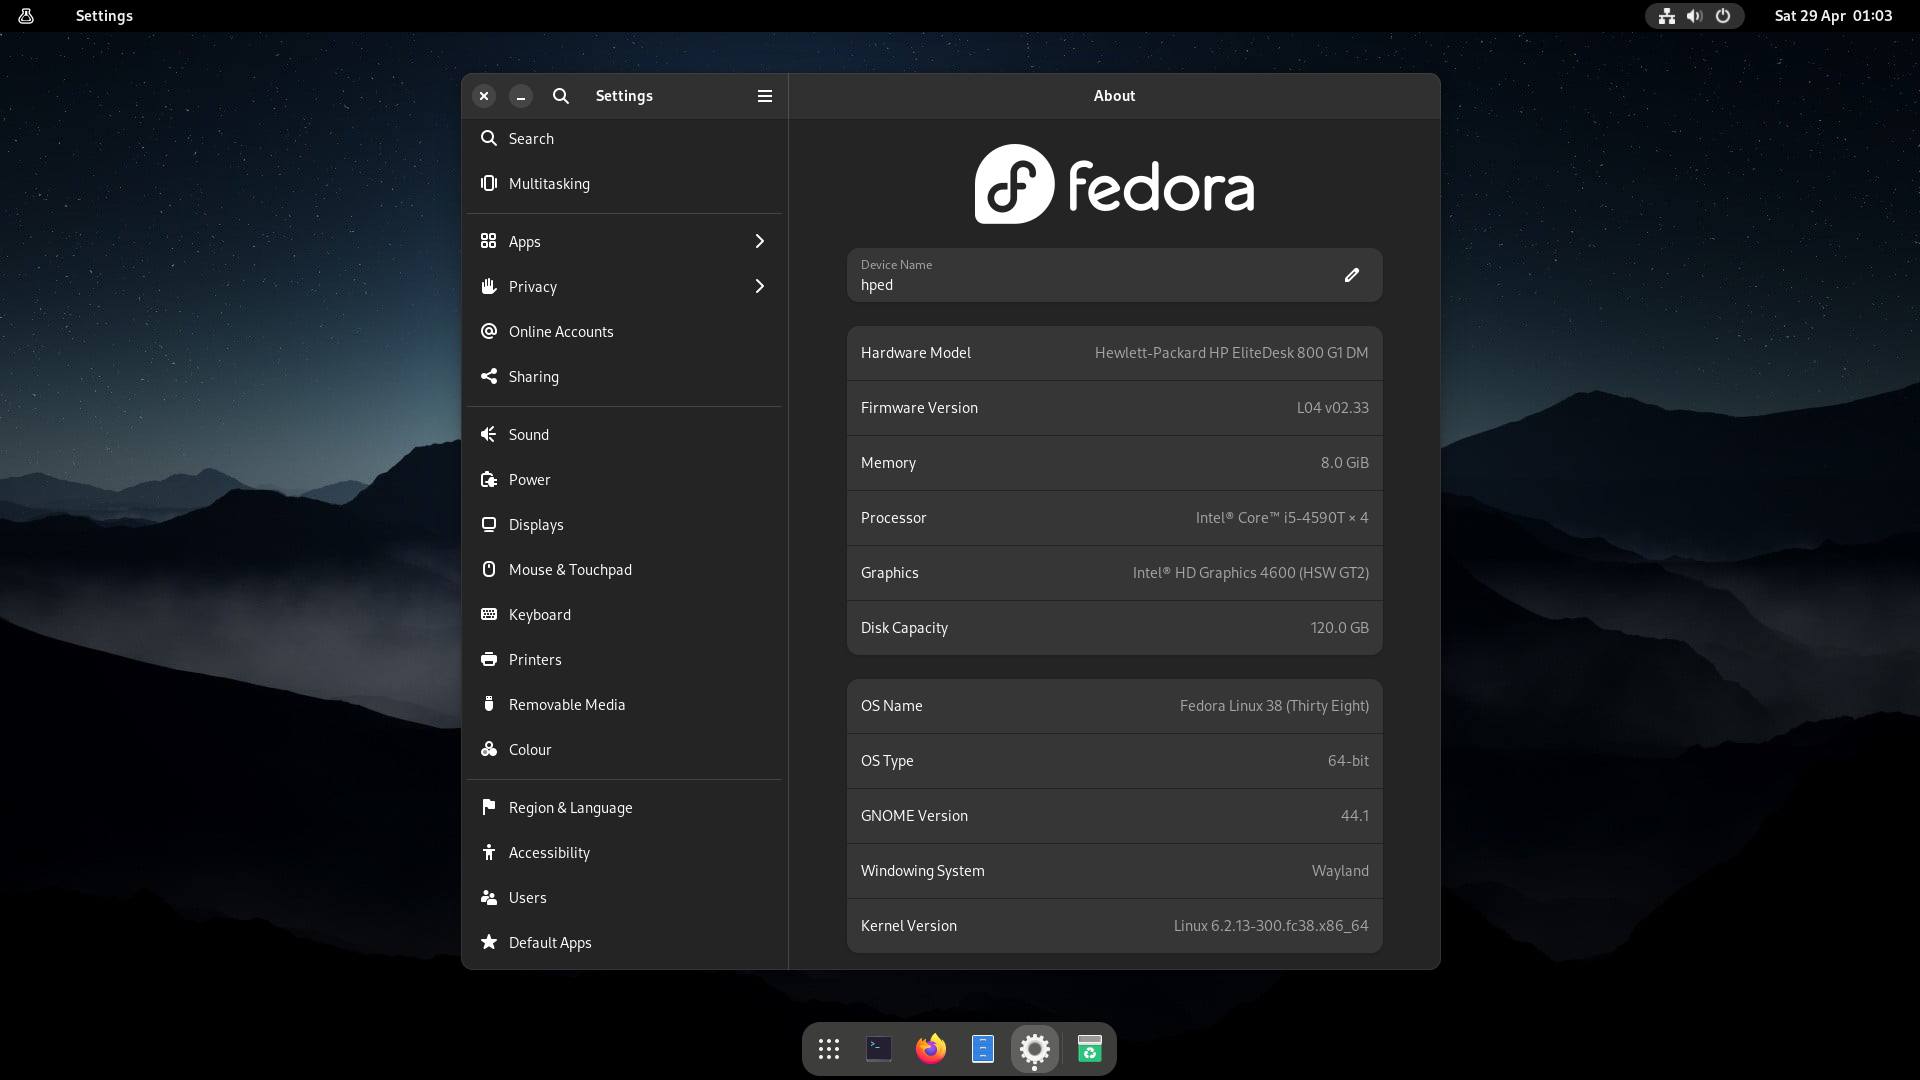 Settings
Sat 29 Apr 01:03
Settings
About
Search
Multitasking
Apps
Privacy
Online Accounts
Sharing
Sound
Power
Displays
Mouse & Touchpad
Keyboard
Printers
Removable Media
Colour
Region & Language
Accessibility
Users
Default Apps
fedora
Device Name
hped
Hardware Model Hewlett-Packard HP EliteDesk 800 G1 DM
Firmware Version L04 v02.33
Memory 8.0 GiB
Processor Intel® Core™ i5-4590T × 4
Graphics Intel® HD Graphics 4600 (HSW GT2)
Disk Capacity 120.0 GB
OS Name Fedora Linux 38 (Thirty Eight)
OS Type 64-bit
GNOME Version 44.1
Windowing System Wayland
Kernel Version Linux 6.2.13-300.fc38.x86_64